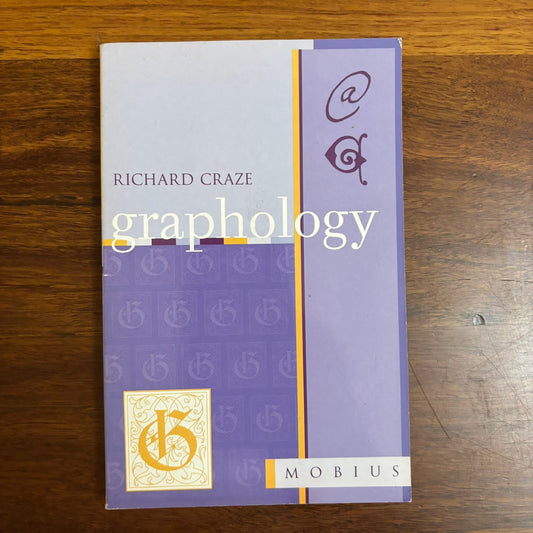 @
a
RICHARD CRAZE
graphology
G
MOBIUS